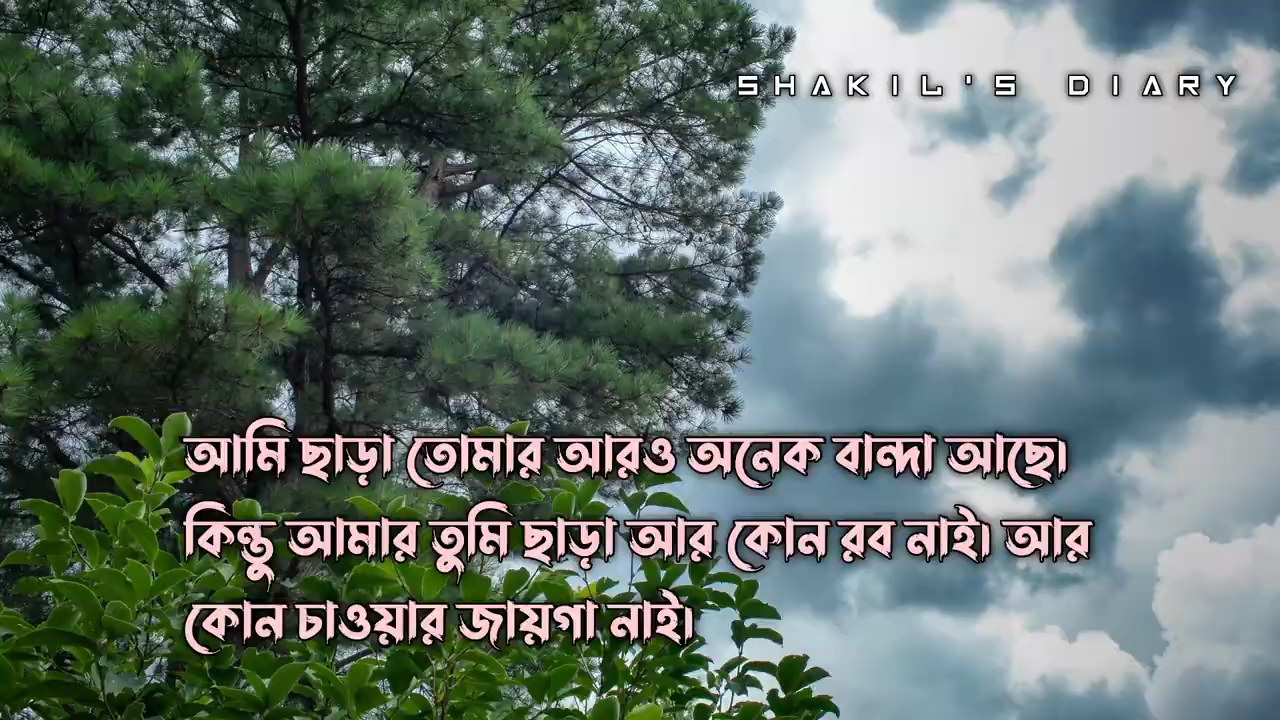 SHAKIL'S DIARY
আমি ছাড়া তোমার আরও অনেক বান্দা আছে।
কিন্তু আমার তুমি ছাড়া আর কোন রব নাই। আর
কোন চাওয়ার জায়গা নাই।